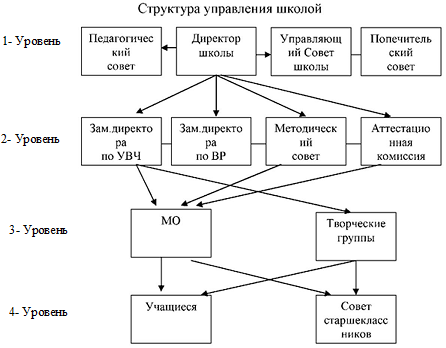 Структура управления школой
1- Уровень
Педагогичес
кий
совет
Директор
школы
Управляющ
ий Совет
школы
Попечитель
ский совет
2- Уровень
Зам.директо
ра
по УВЧ
Зам.директо
ра
по ВР
Методическ
ий
совет
Аттестацио
нная
комиссия
3- Уровень
МО
Творческие
группы
4- Уровень
Учащиеся
Совет
старшекласс
ников